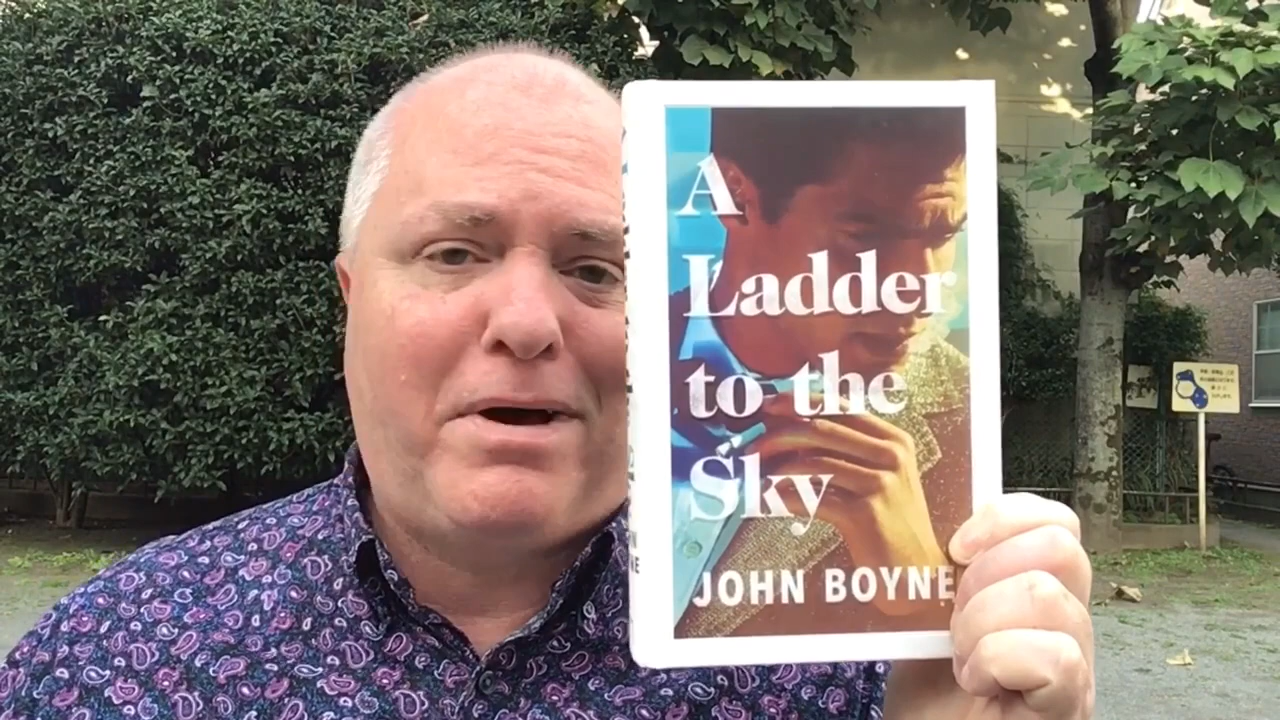 A
Ladder
to the
Sky
JOHN BOYNE